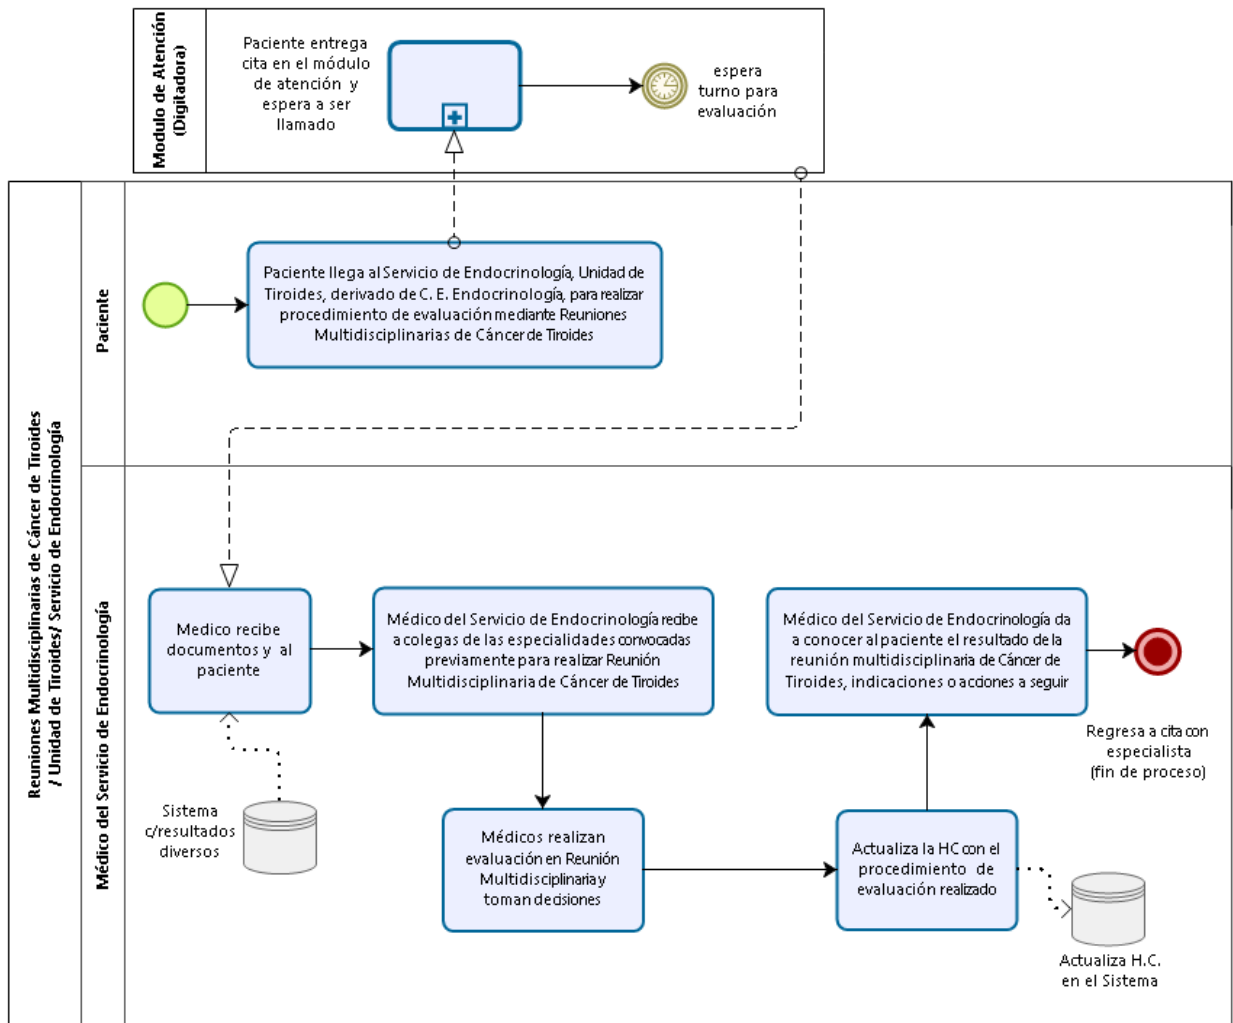 Modulo de Atención
(Digitadora)
Paciente entrega
cita en el módulo
de atención y
espera a ser
llamado
espera
turno para
evaluación
Reuniones Multidisciplinarias de Cáncer de Tiroides
/ Unidad de Tiroides/ Servicio de Endocrinología
Paciente
Paciente llega al Servicio de Endocrinología, Unidad de
Tiroides, derivado de C. E. Endocrinología, para realizar
procedimiento de evaluación mediante Reuniones
Multidisciplinarias de Cáncer de Tiroides
Médico del Servicio de Endocrinología
Medico recibe
documentos y al
paciente
Médico del Servicio de Endocrinología recibe
a colegas de las especialidades convocadas
previamente para realizar Reunión
Multidisciplinaria de Cáncer de Tiroides
Médico del Servicio de Endocrinología da
a conocer al paciente el resultado de la
reunión multidisciplinaria de Cáncer de
Tiroides, indicaciones o acciones a seguir
Regresa a cita con
especialista
(fin de proceso)
Sistema
c/resultados
diversos
Médicos realizan
evaluación en Reunión
Multidisciplinaria y
toman decisiones
Actualiza la HC con el
procedimiento de
evaluación realizado
Actualiza H.C.
en el Sistema